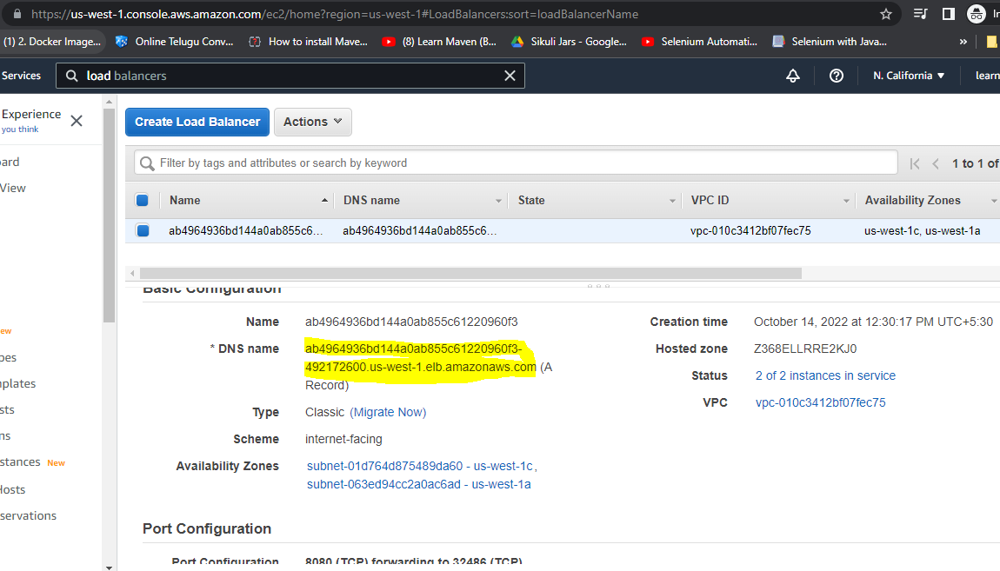 https://us-west-1.console.aws.amazon.com/ec2/home?region=us-west-1#LoadBalancers:sort=loadBalancerName
(1) 2. Docker Image... Online Telugu Conv... How to install Mave... (8) Learn Maven (B... Sikuli Jars - Google... Selenium Automati... Selenium with Java... »
Services load balancers N. California learn
Experience
you think
Create Load Balancer Actions
Filter by tags and attributes or search by keyword 1 to 1 of
Name DNS name State VPC ID Availability Zones
ab4964936bd144a0ab855c6... ab4964936bd144a0ab855c6... vpc-010c3412bf07fec75 us-west-1c, us-west-1a
View
ew
sts
stances New
Hosts
servations
Basic Configuration
Name ab4964936bd144a0ab855c61220960f3
* DNS name ab4964936bd144a0ab855c61220960f3-
492172600.us-west-1.elb.amazonaws.com (A
Record)
Type Classic (Migrate Now)
Scheme internet-facing
Availability Zones subnet-01d764d875489da60 - us-west-1c,
subnet-063ed94cc2a0ac6ad - us-west-1a
Creation time October 14, 2022 at 12:30:17 PM UTC+5:30
Hosted zone Z368ELLRRE2KJ0
Status 2 of 2 instances in service
VPC vpc-010c3412bf07fec75
Port Configuration
Port Configuration 8080 (TCP) forwarding to 32486 (TCP)